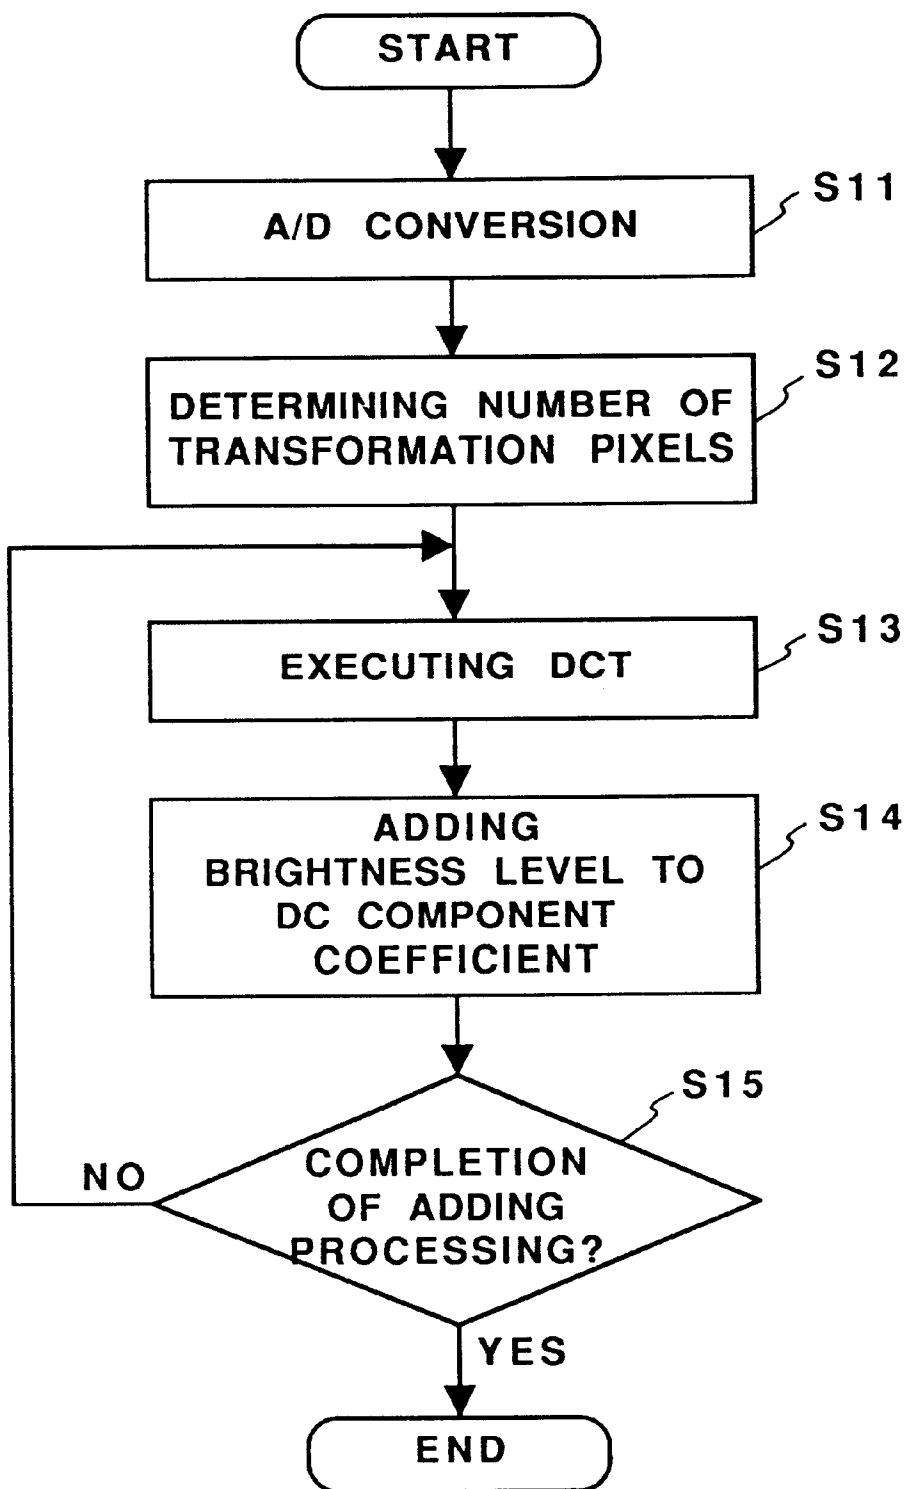 START
S11
A/D CONVERSION
S12
DETERMINING NUMBER OF
TRANSFORMATION PIXELS
S13
EXECUTING DCT
S14
ADDING
BRIGHTNESS LEVEL TO
DC COMPONENT
COEFFICIENT
S15
NO
COMPLETION
OF ADDING
PROCESSING?
YES
END